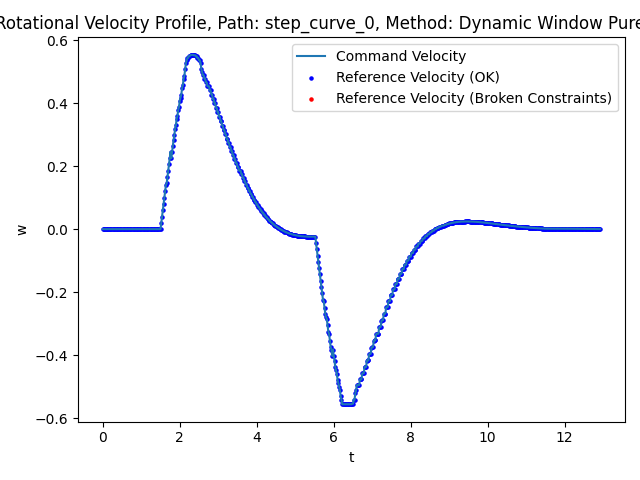 Rotational Velocity Profile, Path: step_curve_0, Method: Dynamic Window Pure
Command Velocity
Reference Velocity (OK)
Reference Velocity (Broken Constraints)
0.6
0.4
0.2
0.0
−0.2
−0.4
−0.6
w
0 2 4 6 8 10 12
t